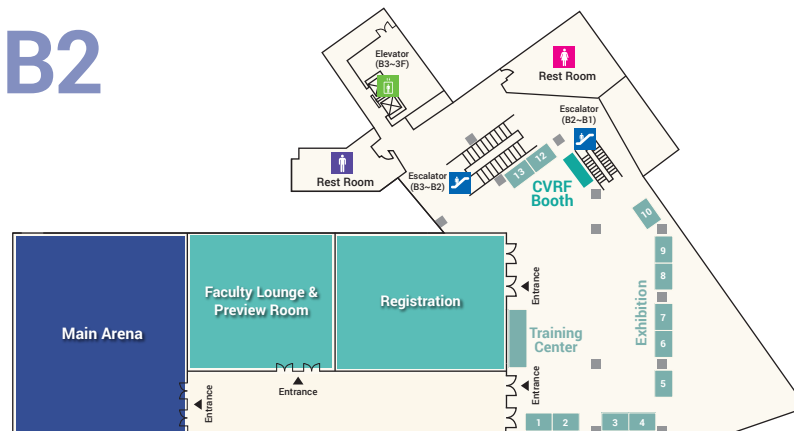 B2
Elevator
(B3~3F)
Rest Room
Escalator
(B2~B1)
Rest Room
Escalator
(B3~B2)
12
13
CVRF
Booth
10
9
8
7
6
5
Exhibition
Main Arena
Faculty Lounge &
Preview Room
Registration
Entrance
Training
Center
Entrance
Entrance
Entrance
1
2
3
4